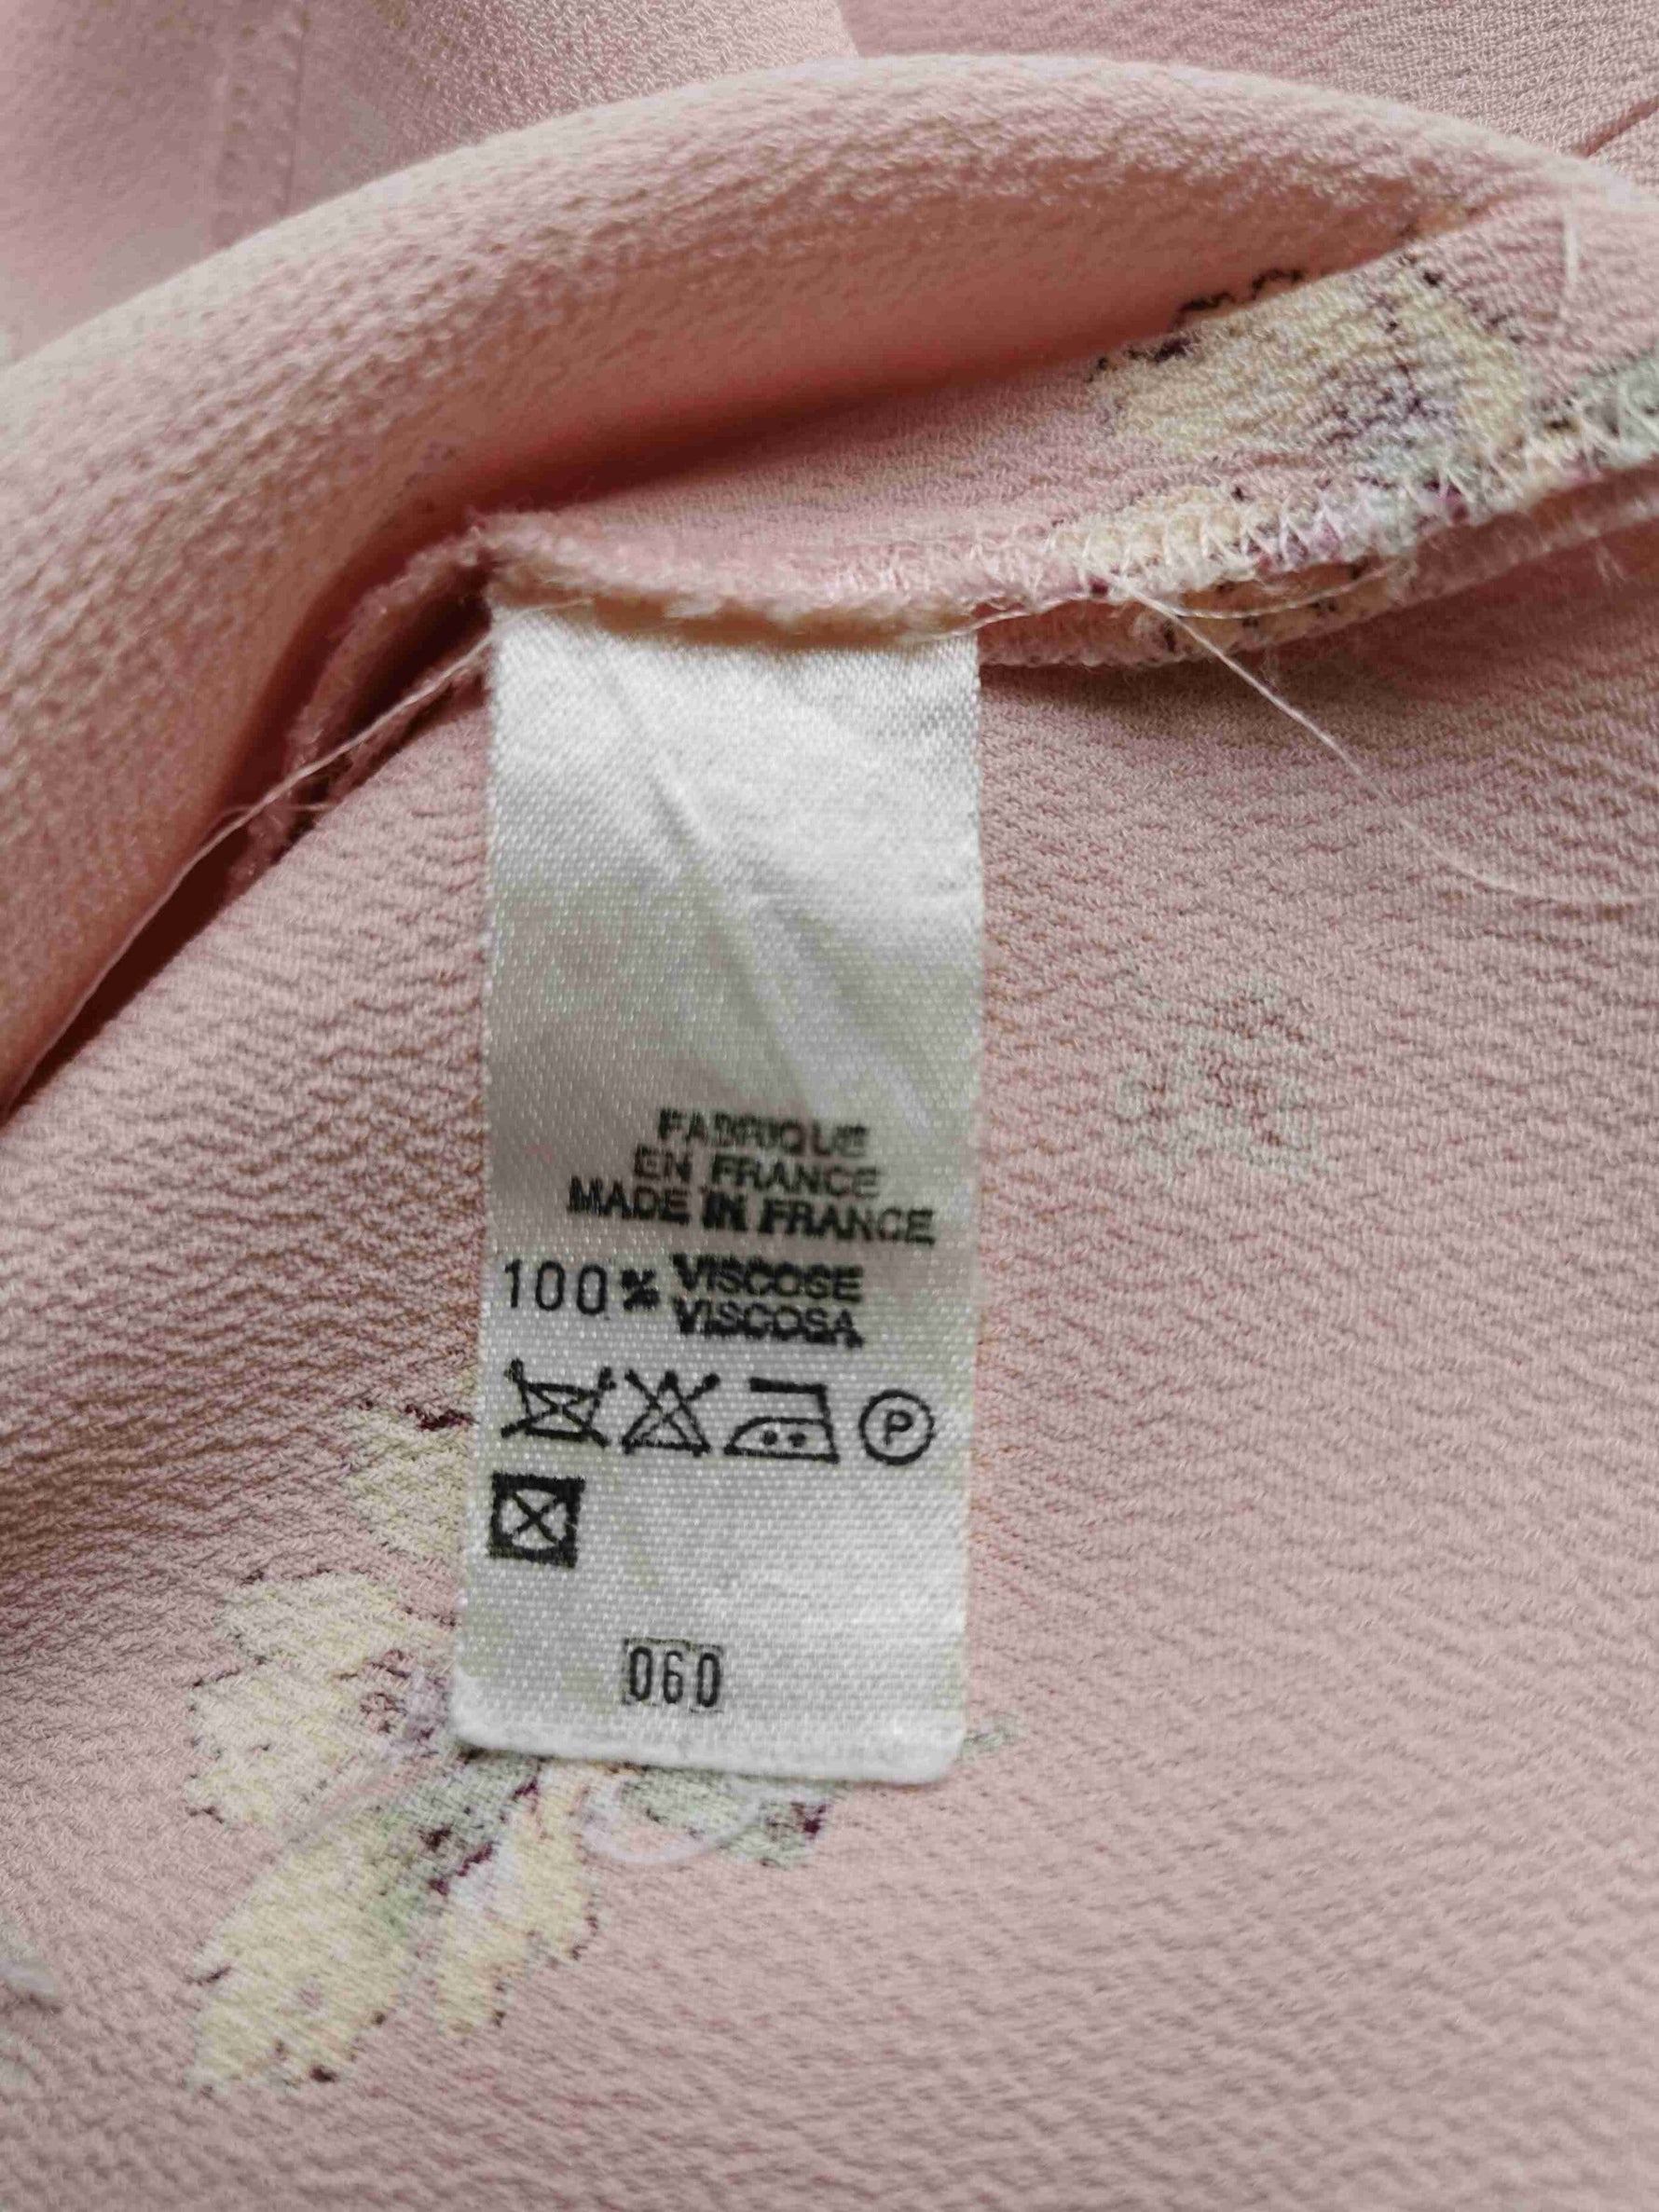 FABRIQUE
EN FRANCE
MADE IN FRANCE
100% VISCOSE
VISCOSA
P
060